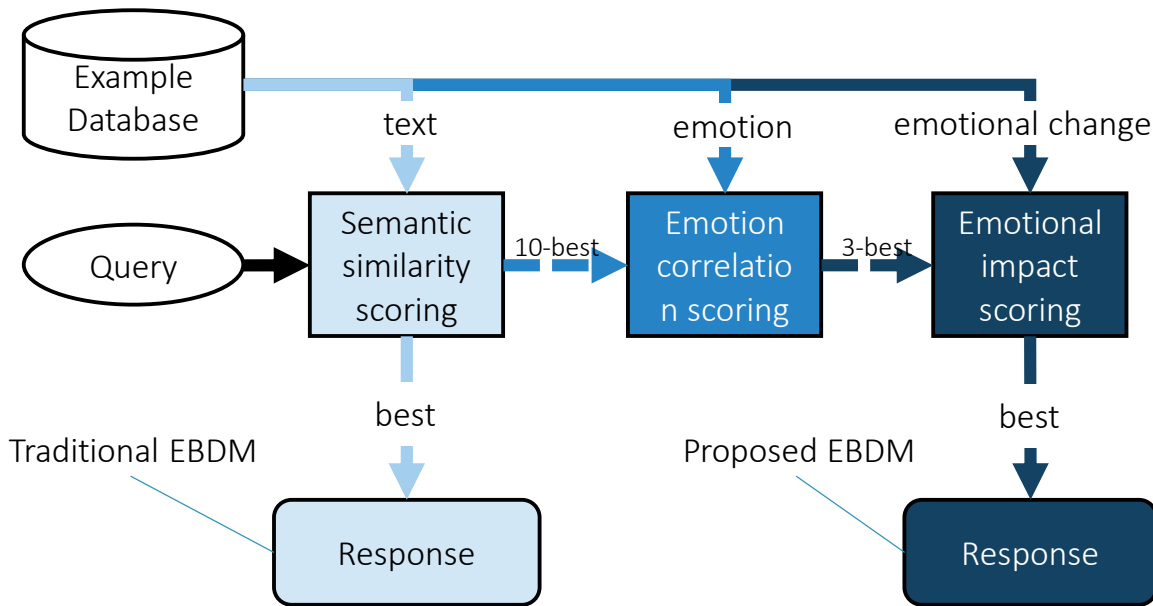 Example
Database
text
emotion
emotional change
Query
Semantic
similarity
scoring
10-best
Emotion
correlatio
n scoring
3-best
Emotional
impact
scoring
best
best
Traditional EBDM
Proposed EBDM
Response
Response